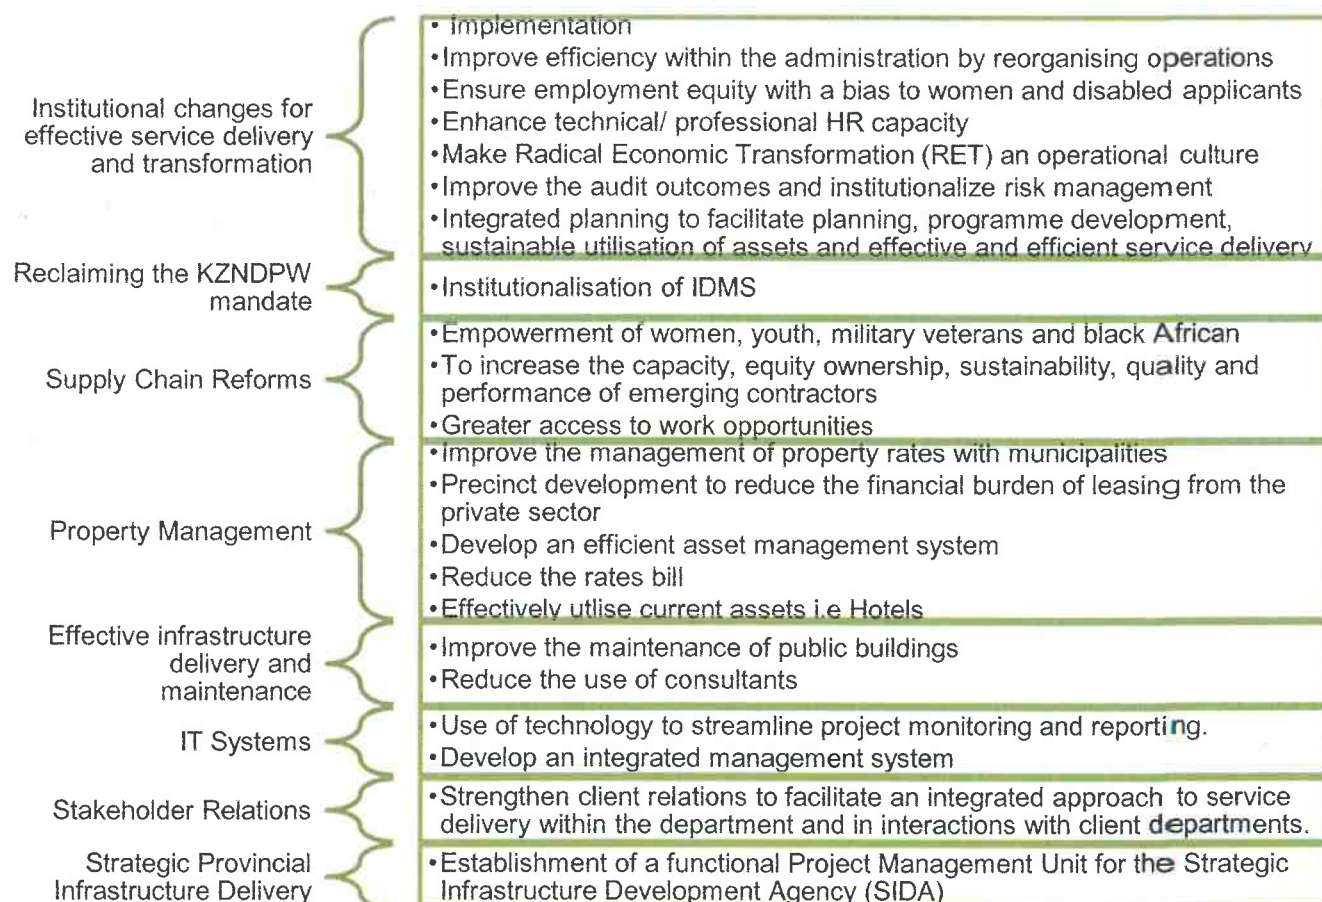 Institutional changes for
effective service delivery
and transformation
• Implementation
•Improve efficiency within the administration by reorganising operations
•Ensure employment equity with a bias to women and disabled applicants
•Enhance technical/ professional HR capacity
•Make Radical Economic Transformation (RET) an operational culture
•Improve the audit outcomes and institutionalize risk management
•Integrated planning to facilitate planning, programme development,
sustainable utilisation of assets and effective and efficient service delivery
Reclaiming the KZNDPW
mandate
•Institutionalisation of IDMS
Supply Chain Reforms
•Empowerment of women, youth, military veterans and black African
•To increase the capacity, equity ownership, sustainability, quality and
performance of emerging contractors
•Greater access to work opportunities
Property Management
•Improve the management of property rates with municipalities
•Precinct development to reduce the financial burden of leasing from the
private sector
•Develop an efficient asset management system
•Reduce the rates bill
•Effectively utlise current assets i.e Hotels
Effective infrastructure
delivery and
maintenance
•Improve the maintenance of public buildings
•Reduce the use of consultants
IT Systems
•Use of technology to streamline project monitoring and reporting.
•Develop an integrated management system
Stakeholder Relations
•Strengthen client relations to facilitate an integrated approach to service
delivery within the department and in interactions with client departments.
Strategic Provincial
Infrastructure Delivery
•Establishment of a functional Project Management Unit for the Strategic
Infrastructure Development Agency (SIDA)